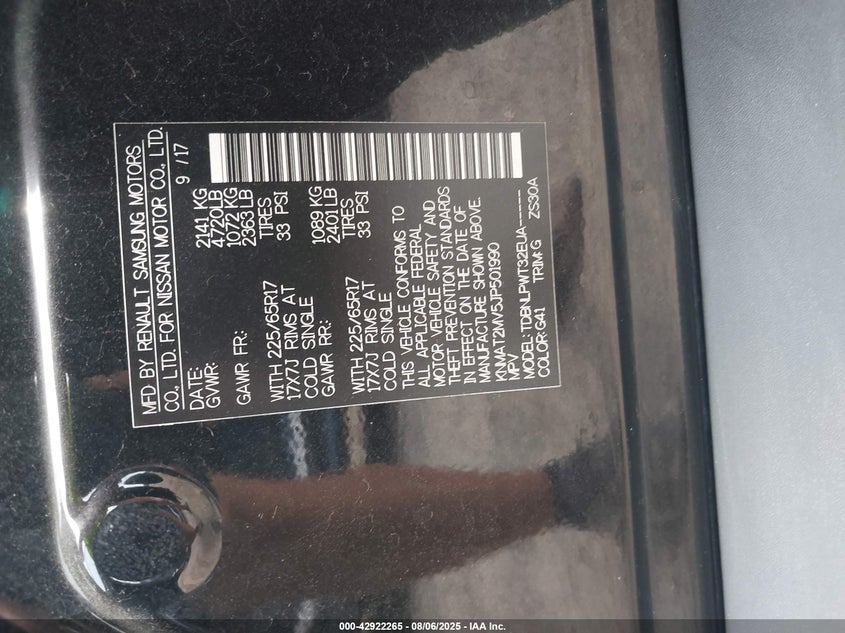 MFD BY RENAULT SAMSUNG MOTORS
CO., LTD. FOR NISSAN MOTOR CO., LTD.
DATE: 9 /17
GVWR: 2141 KG
4720LB
GAWR FR: 1072 KG
2363 LB
WITH 225/65R17 TIRES
17X7J RIMS AT 33 PSI
COLD SINGLE
GAWR RR: 1089 KG
2401 LB
WITH 225/65R17 TIRES
17X7J RIMS AT 33 PSI
COLD SINGLE
THIS VEHICLE CONFORMS TO
ALL APPLICABLE FEDERAL
MOTOR VEHICLE SAFETY AND
THEFT PREVENTION STANDARDS
IN EFFECT ON THE DATE OF
MANUFACTURE SHOWN ABOVE.
KNMAT2MV5JP501990
MPV
MODEL: TDBNLPWT32EUA-----
COLOR:G41 TRIM:G ZS30A
000-42922265 - 08/06/2025 - IAA Inc.